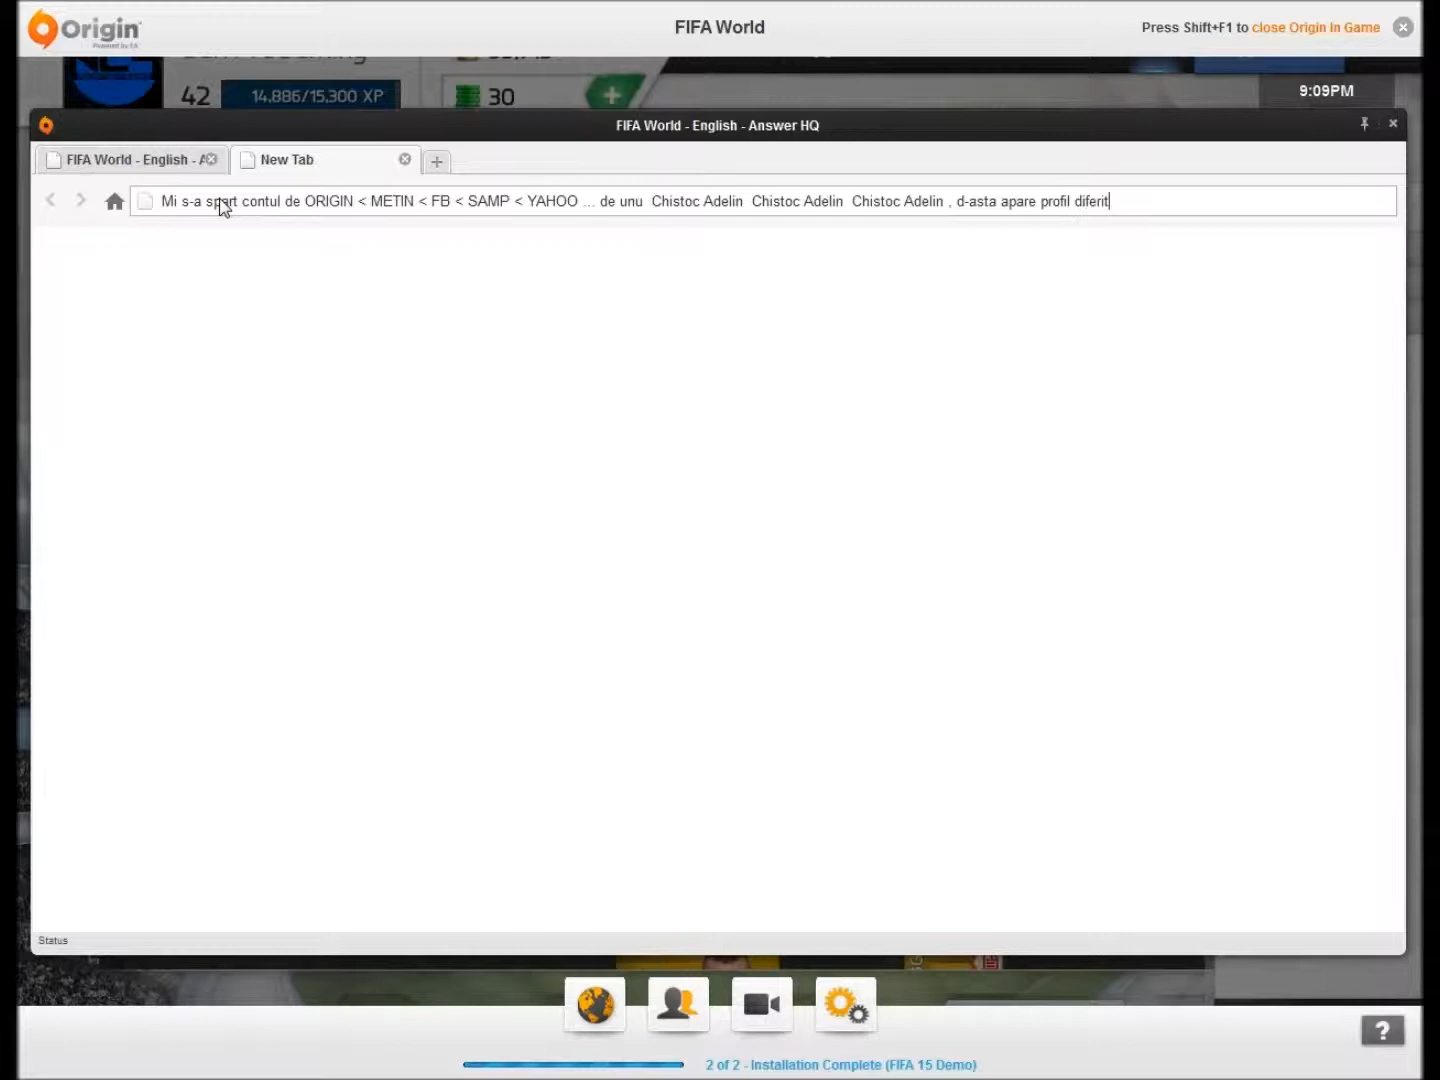 Origin
Powered by EA
FIFA World
Press Shift+F1 to close Origin In Game
42
14,886/15,300 XP
30
9:09PM
FIFA World - English - Answer HQ
FIFA World - English - A
New Tab
Mi s-a spart contul de ORIGIN < METIN < FB < SAMP < YAHOO ... de unu Chistoc Adelin Chistoc Adelin Chistoc Adelin , d-asta apare profil diferit
Status
?
2 of 2 - Installation Complete (FIFA 15 Demo)